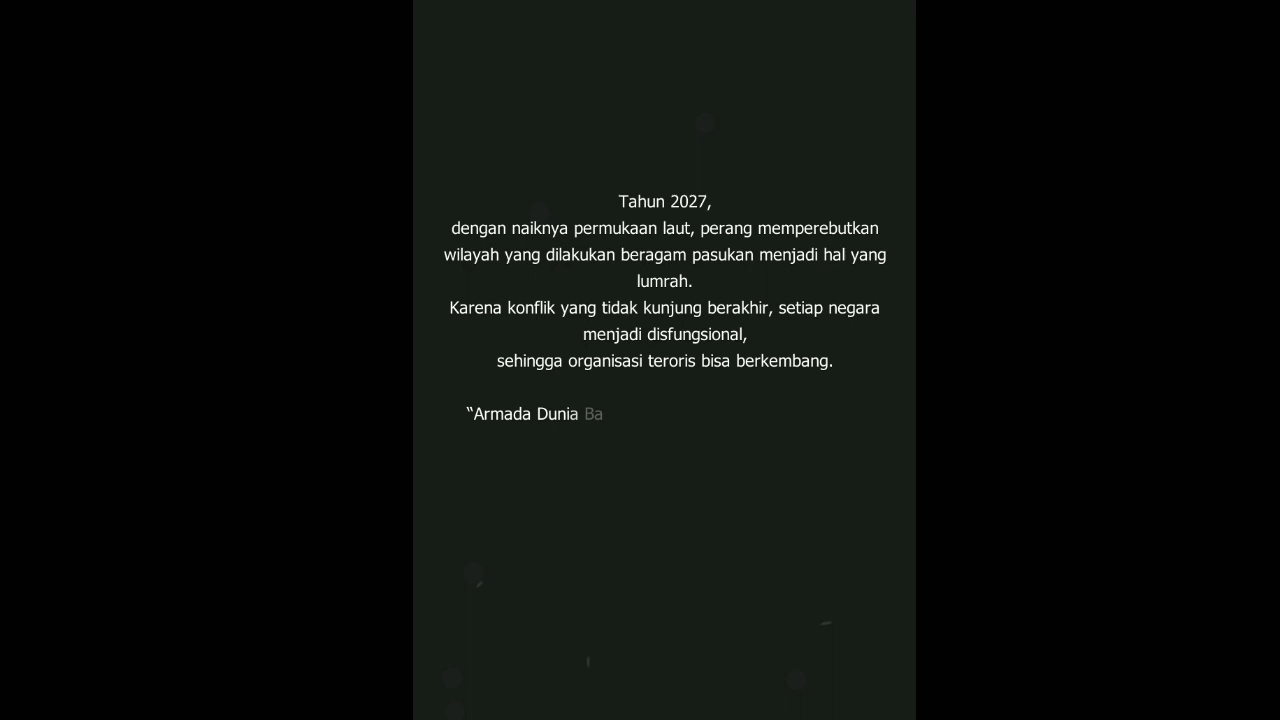 Tahun 2027,
dengan naiknya permukaan laut, perang memperebutkan
wilayah yang dilakukan beragam pasukan menjadi hal yang
lumrah.
Karena konflik yang tidak kunjung berakhir, setiap negara
menjadi disfungsional,
sehingga organisasi teroris bisa berkembang.
“Armada Dunia Ba